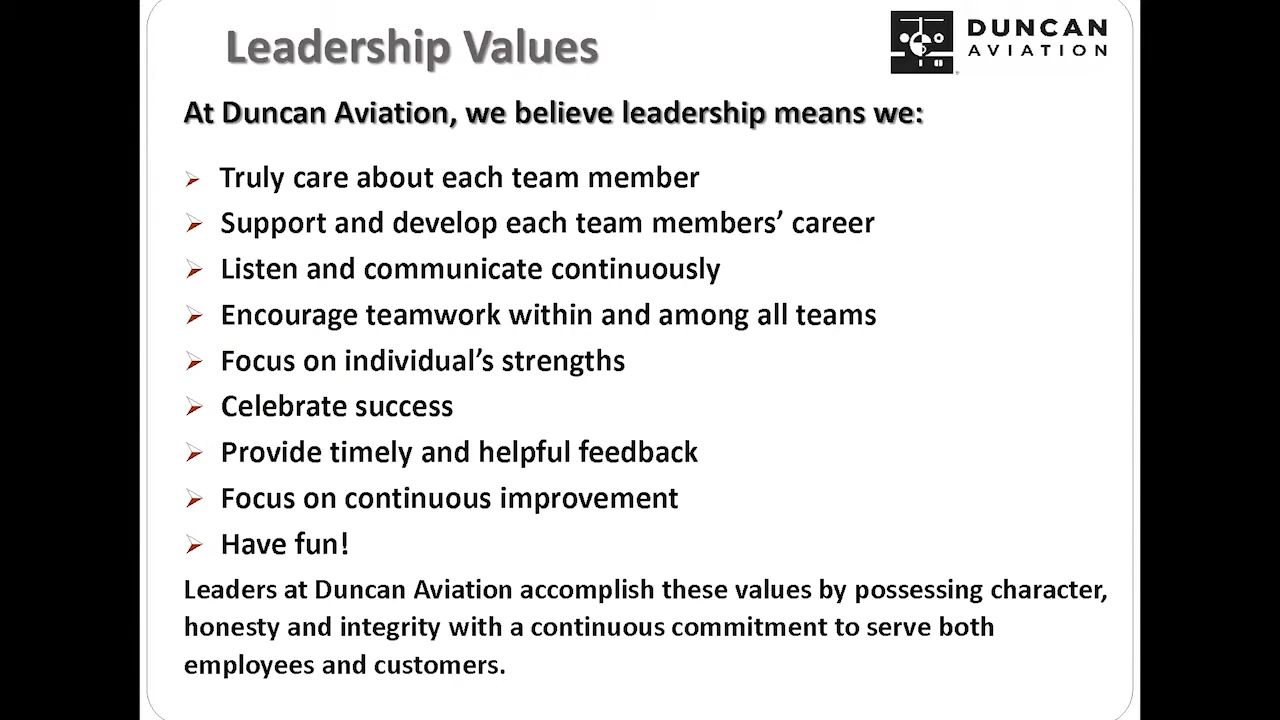 Leadership Values
DUNCAN
AVIATION
At Duncan Aviation, we believe leadership means we:
Truly care about each team member
Support and develop each team members’ career
Listen and communicate continuously
Encourage teamwork within and among all teams
Focus on individual’s strengths
Celebrate success
Provide timely and helpful feedback
Focus on continuous improvement
Have fun!
Leaders at Duncan Aviation accomplish these values by possessing character,
honesty and integrity with a continuous commitment to serve both
employees and customers.